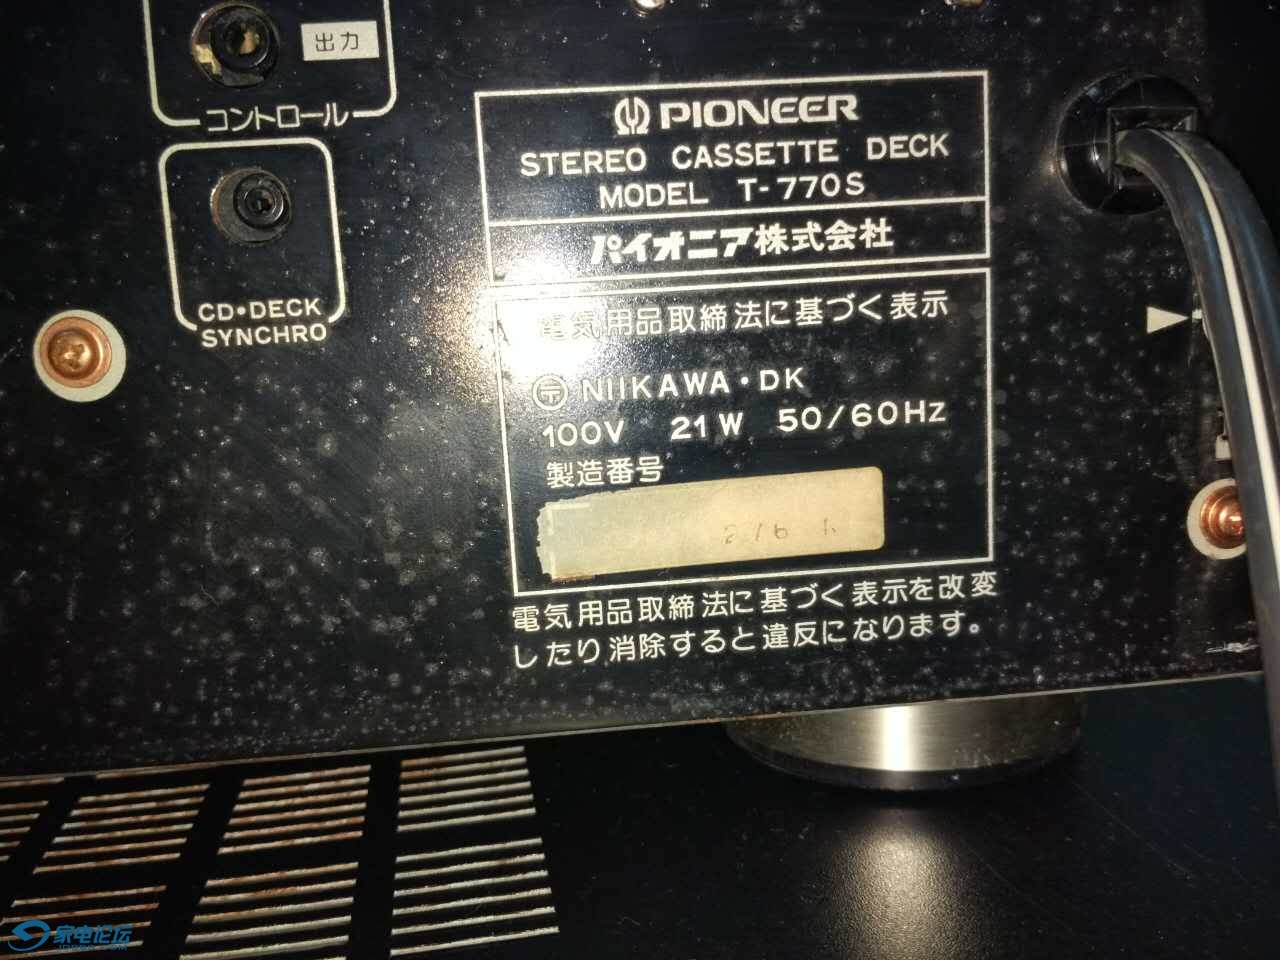 出力
コントロール
CD•DECK
SYNCHRO
PIONEER
STEREO CASSETTE DECK
MODEL T-770S
パイオニア株式会社
電気用品取締法に基づく表示
〒 NIIKAWA・DK
100V 21W 50/60Hz
製造番号
電気用品取締法に基づく表示を改変
したり消除すると違反になります。
家电论坛